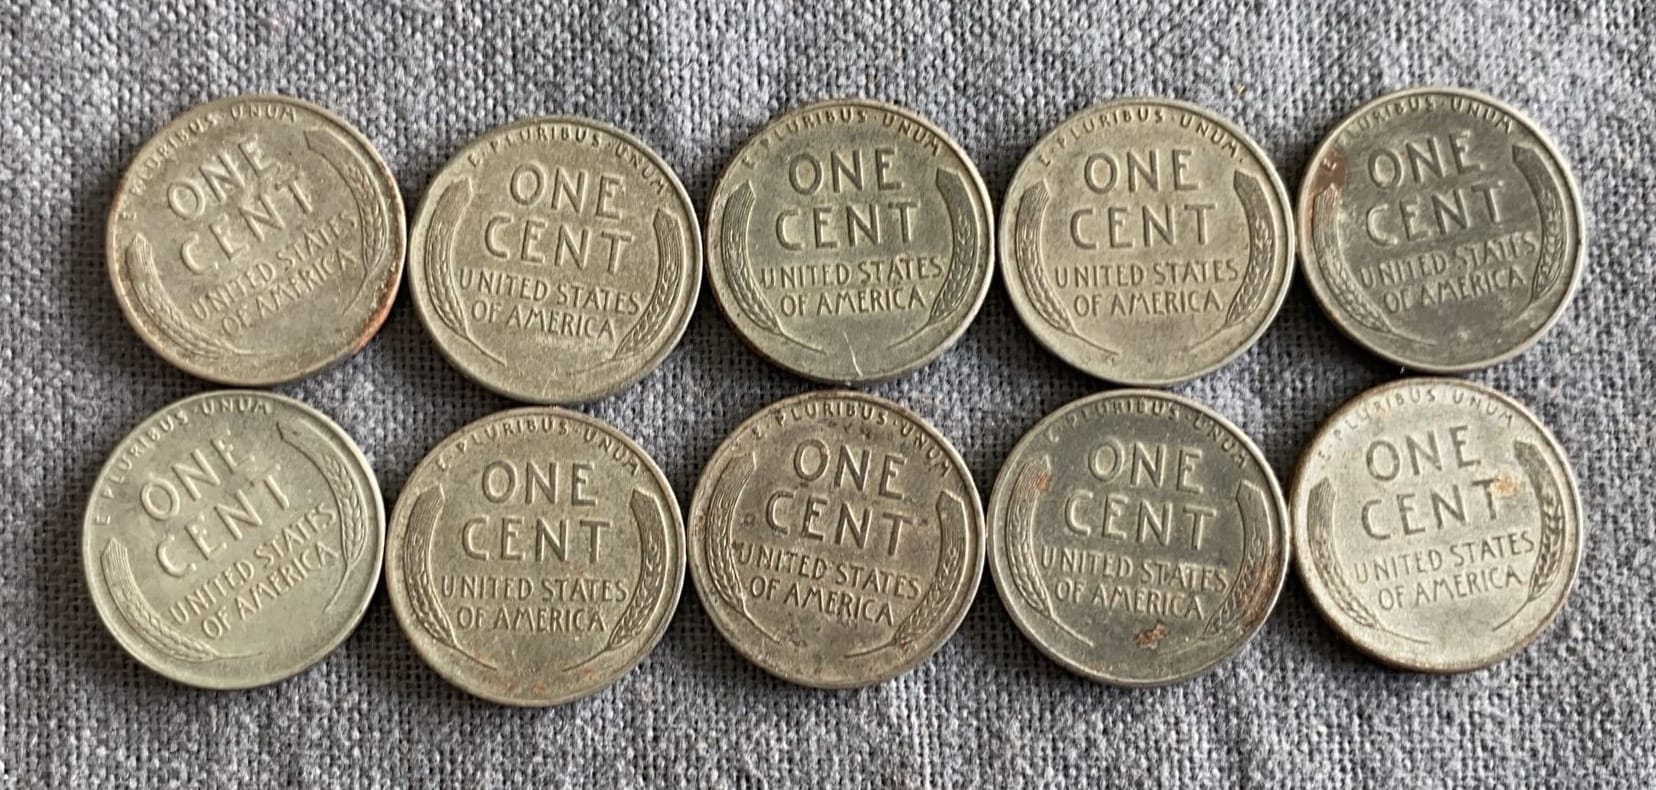 E·PLURIBUS·UNUM
ONE
CENT
UNITED STATES
OF AMERICA
E·PLURIBUS·UNUM
ONE
CENT
UNITED STATES
OF AMERICA
E·PLURIBUS·UNUM
ONE
CENT
UNITED STATES
OF AMERICA
E·PLURIBUS·UNUM
ONE
CENT
UNITED STATES
OF AMERICA
E·PLURIBUS·UNUM
ONE
CENT
UNITED STATES
OF AMERICA
E·PLURIBUS·UNUM
ONE
CENT
UNITED STATES
OF AMERICA
E·PLURIBUS·UNUM
ONE
CENT
UNITED STATES
OF AMERICA
E·PLURIBUS·UNUM
ONE
CENT
UNITED STATES
OF AMERICA
E·PLURIBUS·UNUM
ONE
CENT
UNITED STATES
OF AMERICA
E·PLURIBUS·UNUM
ONE
CENT
UNITED STATES
OF AMERICA